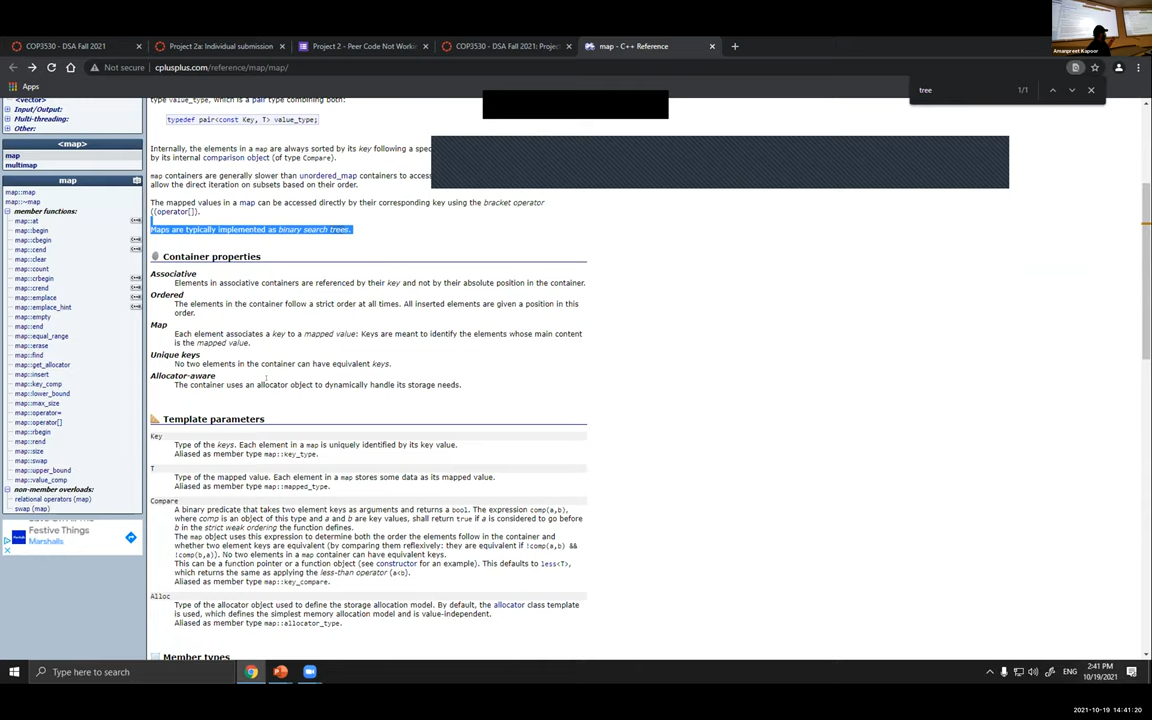 COP3530 - DSA Fall 2021
Project 2a: Individual submission
Project 2 - Peer Code Not Workin
COP3530 - DSA Fall 2021: Project
map - C++ Reference
Amanpreet Kapoor
Not secure
cplusplus.com/reference/map/map/
Apps
tree
1/1
<vector>
Input/Output:
Multi-threading:
Other:
<map>
map
multimap
map
map::map
map::~map
member functions:
map::at
map::begin
map::cbegin
map::cend
map::clear
map::count
map::crbegin
map::crend
map::emplace
map::emplace_hint
map::empty
map::end
map::equal_range
map::erase
map::find
map::get_allocator
map::insert
map::key_comp
map::lower_bound
map::max_size
map::operator=
map::operator[]
map::rbegin
map::rend
map::size
map::swap
map::upper_bound
map::value_comp
non-member overloads:
relational operators (map)
swap (map)
Festive Things
Marshalls
type value_type, which is a pair type combining both:
typedef pair<const Key, T> value_type;
Internally, the elements in a map are always sorted by its key following a spec
by its internal comparison object (of type Compare).
map containers are generally slower than unordered_map containers to access
allow the direct iteration on subsets based on their order.
The mapped values in a map can be accessed directly by their corresponding key using the bracket operator
((operator[]).
Maps are typically implemented as binary search trees.
Container properties
Associative
Elements in associative containers are referenced by their key and not by their absolute position in the container.
Ordered
The elements in the container follow a strict order at all times. All inserted elements are given a position in this
order.
Map
Each element associates a key to a mapped value: Keys are meant to identify the elements whose main content
is the mapped value.
Unique keys
No two elements in the container can have equivalent keys.
Allocator-aware
The container uses an allocator object to dynamically handle its storage needs.
Template parameters
Key
Type of the keys. Each element in a map is uniquely identified by its key value.
Aliased as member type map::key_type.
T
Type of the mapped value. Each element in a map stores some data as its mapped value.
Aliased as member type map::mapped_type.
Compare
A binary predicate that takes two element keys as arguments and returns a bool. The expression comp(a,b),
where comp is an object of this type and a and b are key values, shall return true if a is considered to go before
b in the strict weak ordering the function defines.
The map object uses this expression to determine both the order the elements follow in the container and
whether two element keys are equivalent (by comparing them reflexively: they are equivalent if !comp(a,b) &&
!comp(b,a)). No two elements in a map container can have equivalent keys.
This can be a function pointer or a function object (see constructor for an example). This defaults to less<T>,
which returns the same as applying the less-than operator (a<b).
Aliased as member type map::key_compare.
Alloc
Type of the allocator object used to define the storage allocation model. By default, the allocator class template
is used, which defines the simplest memory allocation model and is value-independent.
Aliased as member type map::allocator_type.
Member types
Type here to search
ENG
2:41 PM
10/19/2021
2021-10-19 14:41:20